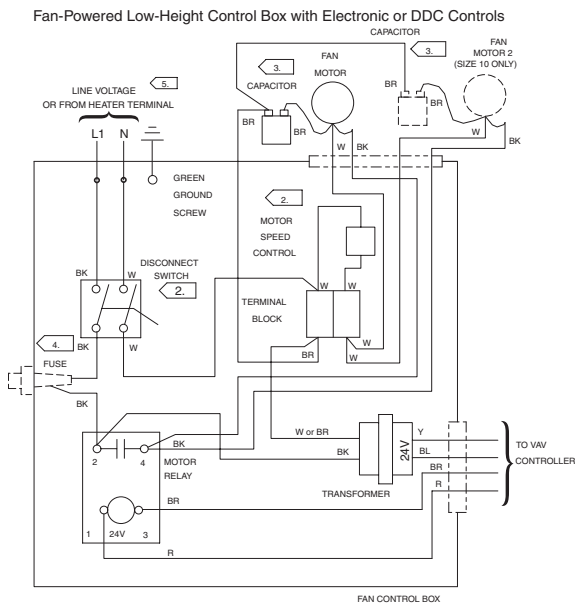 Fan-Powered Low-Height Control Box with Electronic or DDC Controls
CAPACITOR
3.
FAN
MOTOR 2
(SIZE 10 ONLY)
FAN
MOTOR
3.
CAPACITOR
5.
LINE VOLTAGE
OR FROM HEATER TERMINAL
L1 N
BR
BR
BR
BR
W
BK
W
BK
GREEN
GROUND
SCREW
2.
MOTOR
SPEED
CONTROL
DISCONNECT
SWITCH
2.
BK
W
W
W
TERMINAL
BLOCK
4.
BK
W
FUSE
BK
BR
W
W
W or BR
BK
Y
BL
BR
R
24V
TO VAV
CONTROLLER
TRANSFORMER
2
4
BK
MOTOR
RELAY
BR
1
24V
3
R
FAN CONTROL BOX